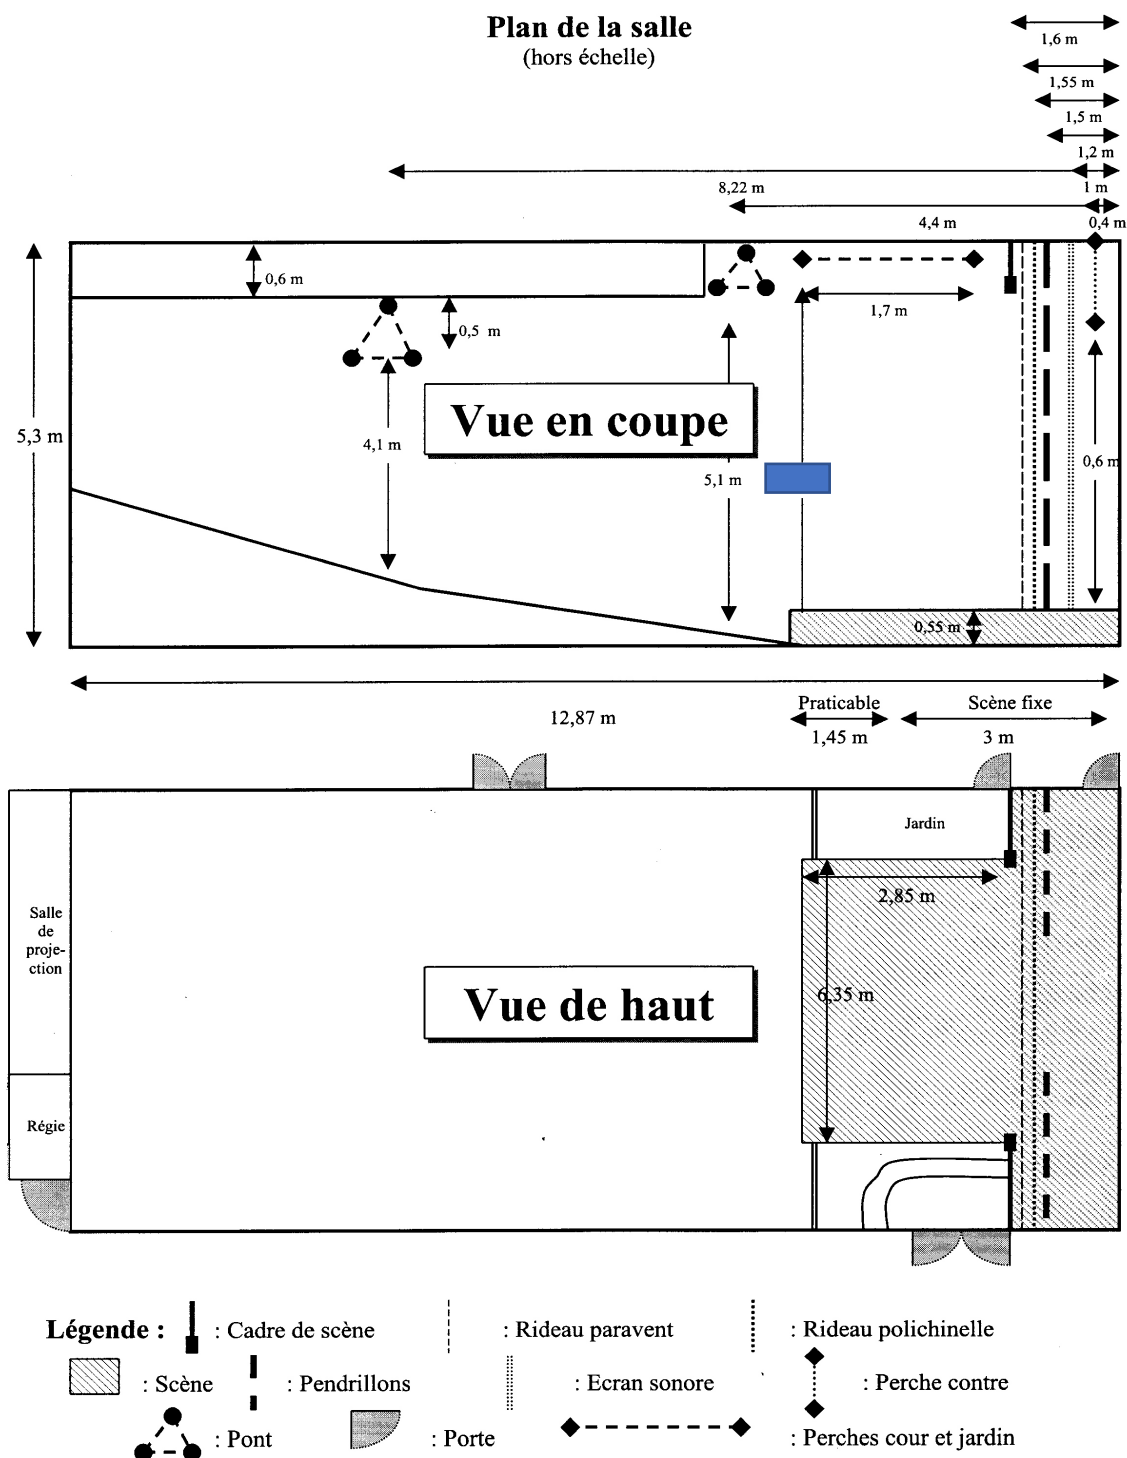 Plan de la salle
(hors échelle)
1,6 m
1,55 m
1,5 m
1,2 m
8,22 m
1 m
4,4 m
0,4 m
0,6 m
1,7 m
0,5 m
Vue en coupe
5,3 m
4,1 m
5,1 m
0,6 m
0,55 m
12,87 m
Praticable
Scène fixe
1,45 m
3 m
Jardin
2,85 m
Salle
de
proje-
ction
6,35 m
Vue de haut
Régie
Légende :
: Cadre de scène
: Rideau paravent
: Rideau polichinelle
: Scène
: Pendrillons
: Ecran sonore
: Perche contre
: Pont
: Porte
: Perches cour et jardin